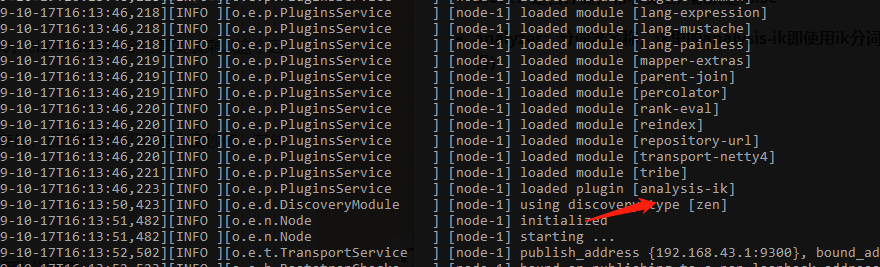 9-10-17T16:13:46,218][INFO ][o.e.p.PluginsService     ] [node-1] loaded module [lang-expression]
9-10-17T16:13:46,218][INFO ][o.e.p.PluginsService     ] [node-1] loaded module [lang-mustache]
9-10-17T16:13:46,218][INFO ][o.e.p.PluginsService     ] [node-1] loaded module [lang-painless]
9-10-17T16:13:46,219][INFO ][o.e.p.PluginsService     ] [node-1] loaded module [mapper-extras]
9-10-17T16:13:46,219][INFO ][o.e.p.PluginsService     ] [node-1] loaded module [parent-join]
9-10-17T16:13:46,219][INFO ][o.e.p.PluginsService     ] [node-1] loaded module [percolator]
9-10-17T16:13:46,220][INFO ][o.e.p.PluginsService     ] [node-1] loaded module [rank-eval]
9-10-17T16:13:46,220][INFO ][o.e.p.PluginsService     ] [node-1] loaded module [reindex]
9-10-17T16:13:46,220][INFO ][o.e.p.PluginsService     ] [node-1] loaded module [repository-url]
9-10-17T16:13:46,220][INFO ][o.e.p.PluginsService     ] [node-1] loaded module [transport-netty4]
9-10-17T16:13:46,221][INFO ][o.e.p.PluginsService     ] [node-1] loaded module [tribe]
9-10-17T16:13:46,223][INFO ][o.e.p.PluginsService     ] [node-1] loaded plugin [analysis-ik]
9-10-17T16:13:50,423][INFO ][o.e.d.DiscoveryModule    ] [node-1] using discovery type [zen]
9-10-17T16:13:51,482][INFO ][o.e.n.Node               ] [node-1] initialized
9-10-17T16:13:51,482][INFO ][o.e.n.Node               ] [node-1] starting ...
9-10-17T16:13:52,502][INFO ][o.e.t.TransportService   ] [node-1] publish_address {192.168.43.1:9300}, bound_ad